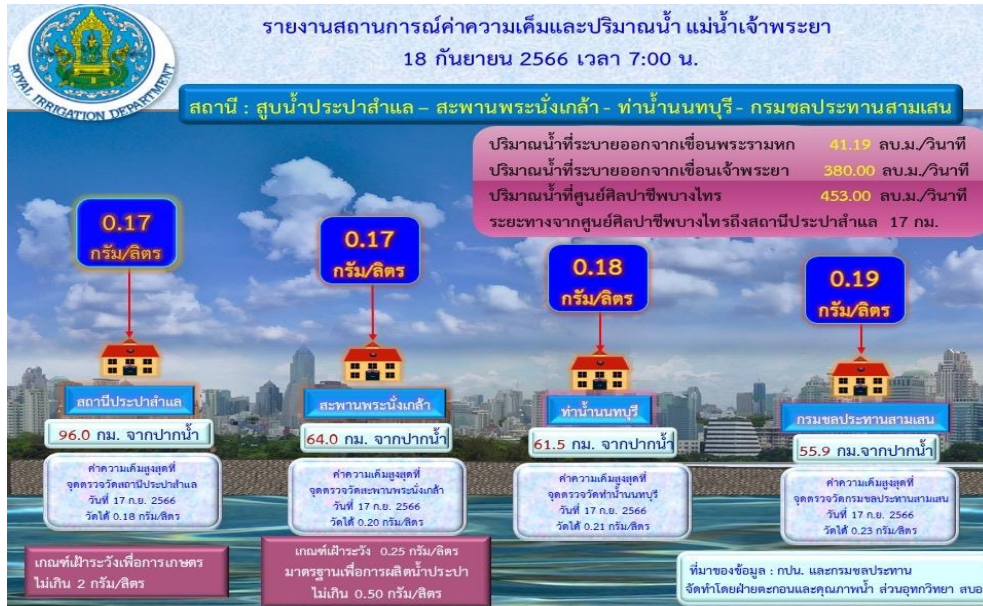 รายงานสถานการณ์ค่าความเค็มและปริมาณน้ำ แม่น้ำเจ้าพระยา
18 กันยายน 2566 เวลา 7:00 น.
ROYAL IRRIGATION DEPARTMENT
สถานี : สูบน้ำประปาสำแล – สะพานพระนั่งเกล้า - ท่าน้ำนนทบุรี - กรมชลประทานสามเสน
ปริมาณน้ำที่ระบายออกจากเขื่อนพระรามหก 41.19 ลบ.ม./วินาที
ปริมาณน้ำที่ระบายออกจากเขื่อนเจ้าพระยา 380.00 ลบ.ม./วินาที
ปริมาณน้ำที่ศูนย์ศิลปาชีพบางไทร 453.00 ลบ.ม./วินาที
ระยะทางจากศูนย์ศิลปาชีพบางไทรถึงสถานีประปาสำแล 17 กม.
0.17
กรัม/ลิตร
สถานีประปาสำแล
96.0 กม. จากปากน้ำ
ค่าความเค็มสูงสุดที่
จุดตรวจวัดสถานีประปาสำแล
วันที่ 17 ก.ย. 2566
วัดได้ 0.18 กรัม/ลิตร
0.17
กรัม/ลิตร
สะพานพระนั่งเกล้า
64.0 กม. จากปากน้ำ
ค่าความเค็มสูงสุดที่
จุดตรวจวัดสะพานพระนั่งเกล้า
วันที่ 17 ก.ย. 2566
วัดได้ 0.20 กรัม/ลิตร
0.18
กรัม/ลิตร
ท่าน้ำนนทบุรี
61.5 กม. จากปากน้ำ
ค่าความเค็มสูงสุดที่
จุดตรวจวัดท่าน้ำนนทบุรี
วันที่ 17 ก.ย. 2566
วัดได้ 0.21 กรัม/ลิตร
0.19
กรัม/ลิตร
กรมชลประทานสามเสน
55.9 กม.จากปากน้ำ
ค่าความเค็มสูงสุดที่
จุดตรวจวัดกรมชลประทานสามเสน
วันที่ 17 ก.ย. 2566
วัดได้ 0.23 กรัม/ลิตร
เกณฑ์เฝ้าระวังเพื่อการเกษตร
ไม่เกิน 2 กรัม/ลิตร
เกณฑ์เฝ้าระวัง 0.25 กรัม/ลิตร
มาตรฐานเพื่อการผลิตน้ำประปา
ไม่เกิน 0.50 กรัม/ลิตร
ที่มาของข้อมูล : กปน. และกรมชลประทาน
จัดทำโดยฝ่ายตะกอนและคุณภาพน้ำ ส่วนอุทกวิทยา สบอ